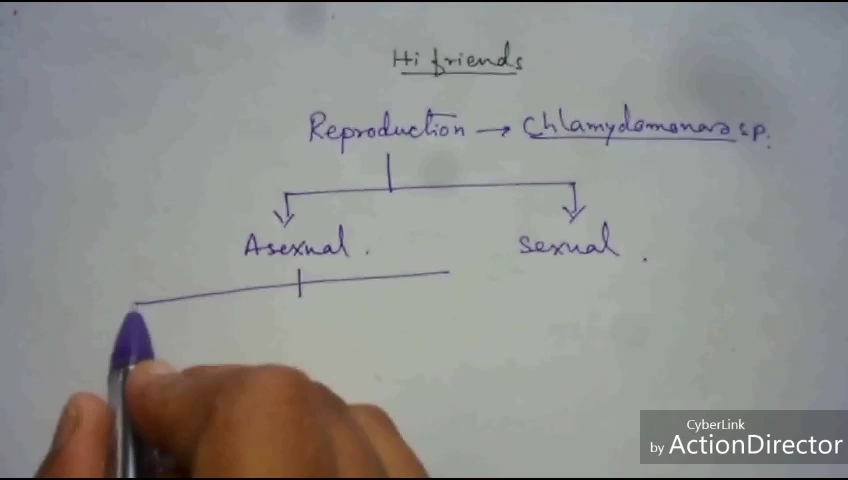 Hi friends
Reproduction → Chlamydomonas sp.
Asexual . Sexual .
CyberLink
by ActionDirector